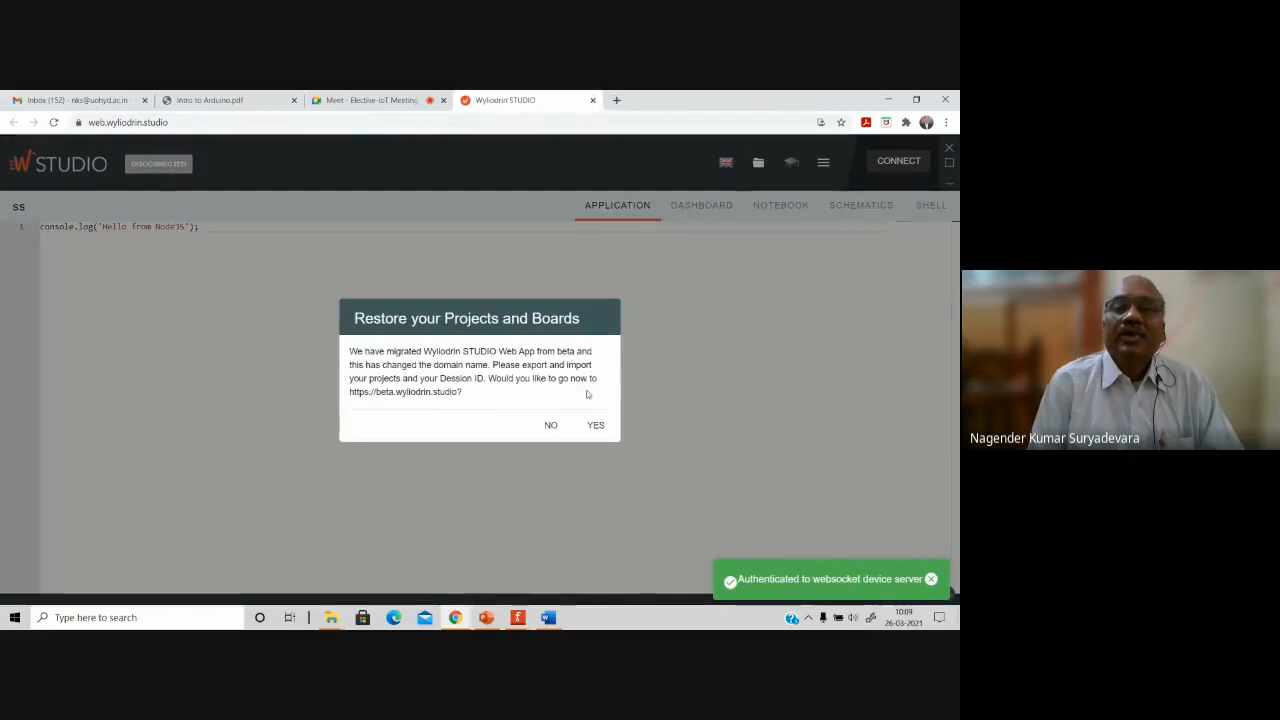 Inbox (152) - nks@uohyd.ac.in
Intro to Arduino.pdf
Meet - Elective-IoT Meeting
Wyliodrin STUDIO
web.wyliodrin.studio
STUDIO
DISCONNECTED
CONNECT
SS
APPLICATION
DASHBOARD
NOTEBOOK
SCHEMATICS
SHELL
1 console.log('Hello from NodeJS');
Restore your Projects and Boards
We have migrated Wyliodrin STUDIO Web App from beta and
this has changed the domain name. Please export and import
your projects and your Dession ID. Would you like to go now to
https://beta.wyliodrin.studio?
NO YES
Nagender Kumar Suryadevara
Authenticated to websocket device server
Type here to search
10:09
26-03-2021